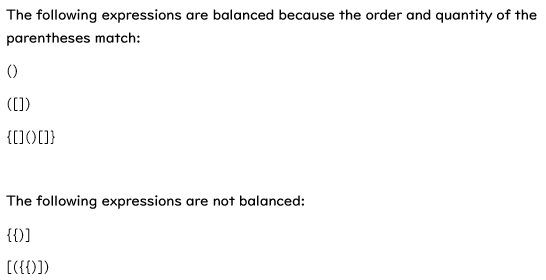 The following expressions are balanced because the order and quantity of the
parentheses match:
()
([])
{[]()[]}
The following expressions are not balanced:
{{)]
[({{)])